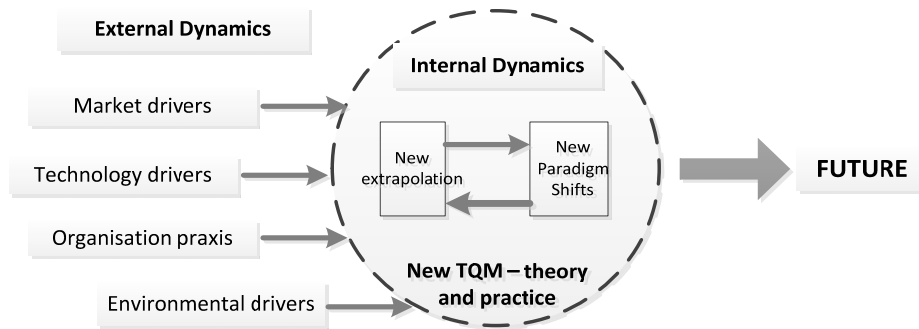 External Dynamics
Internal Dynamics
Market drivers
Technology drivers
Organisation praxis
Environmental drivers
New
extrapolation
New
Paradigm
Shifts
New TQM – theory
and practice
FUTURE